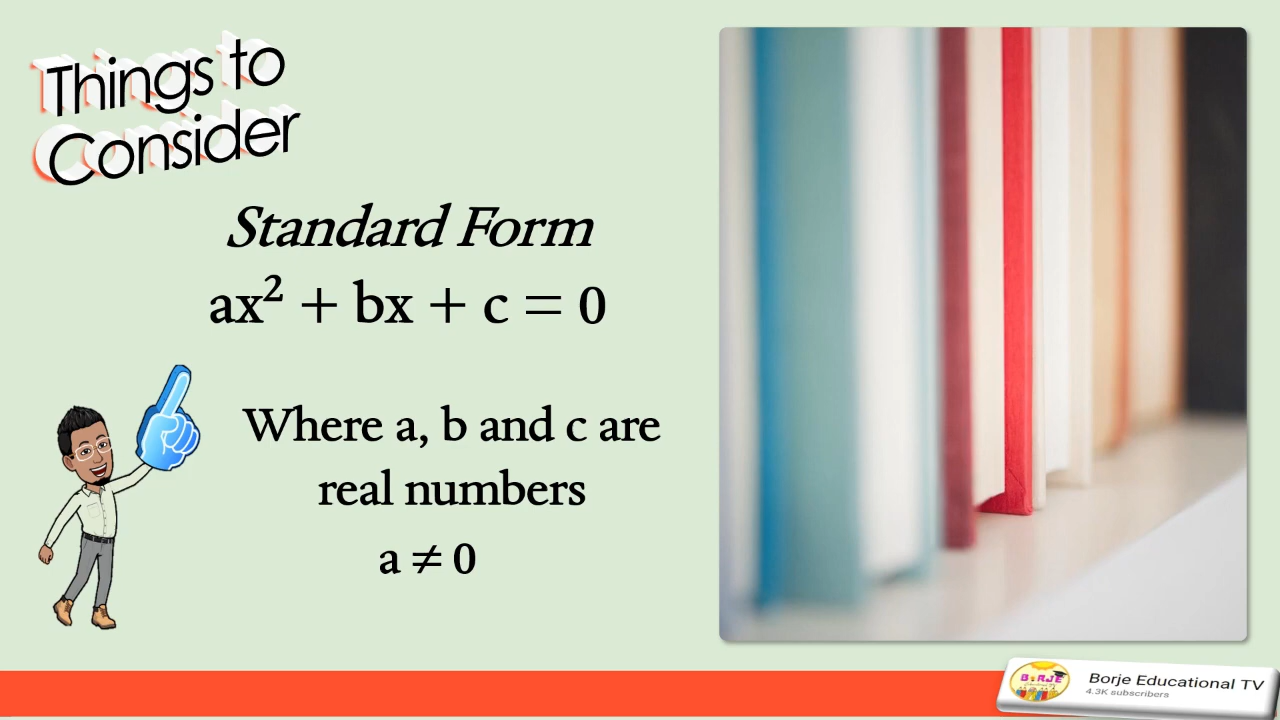 Things to
Consider
Standard Form
ax² + bx + c = 0
Where a, b and c are
real numbers
a ≠ 0
BORJE
Borje Educational TV
4.3K subscribers